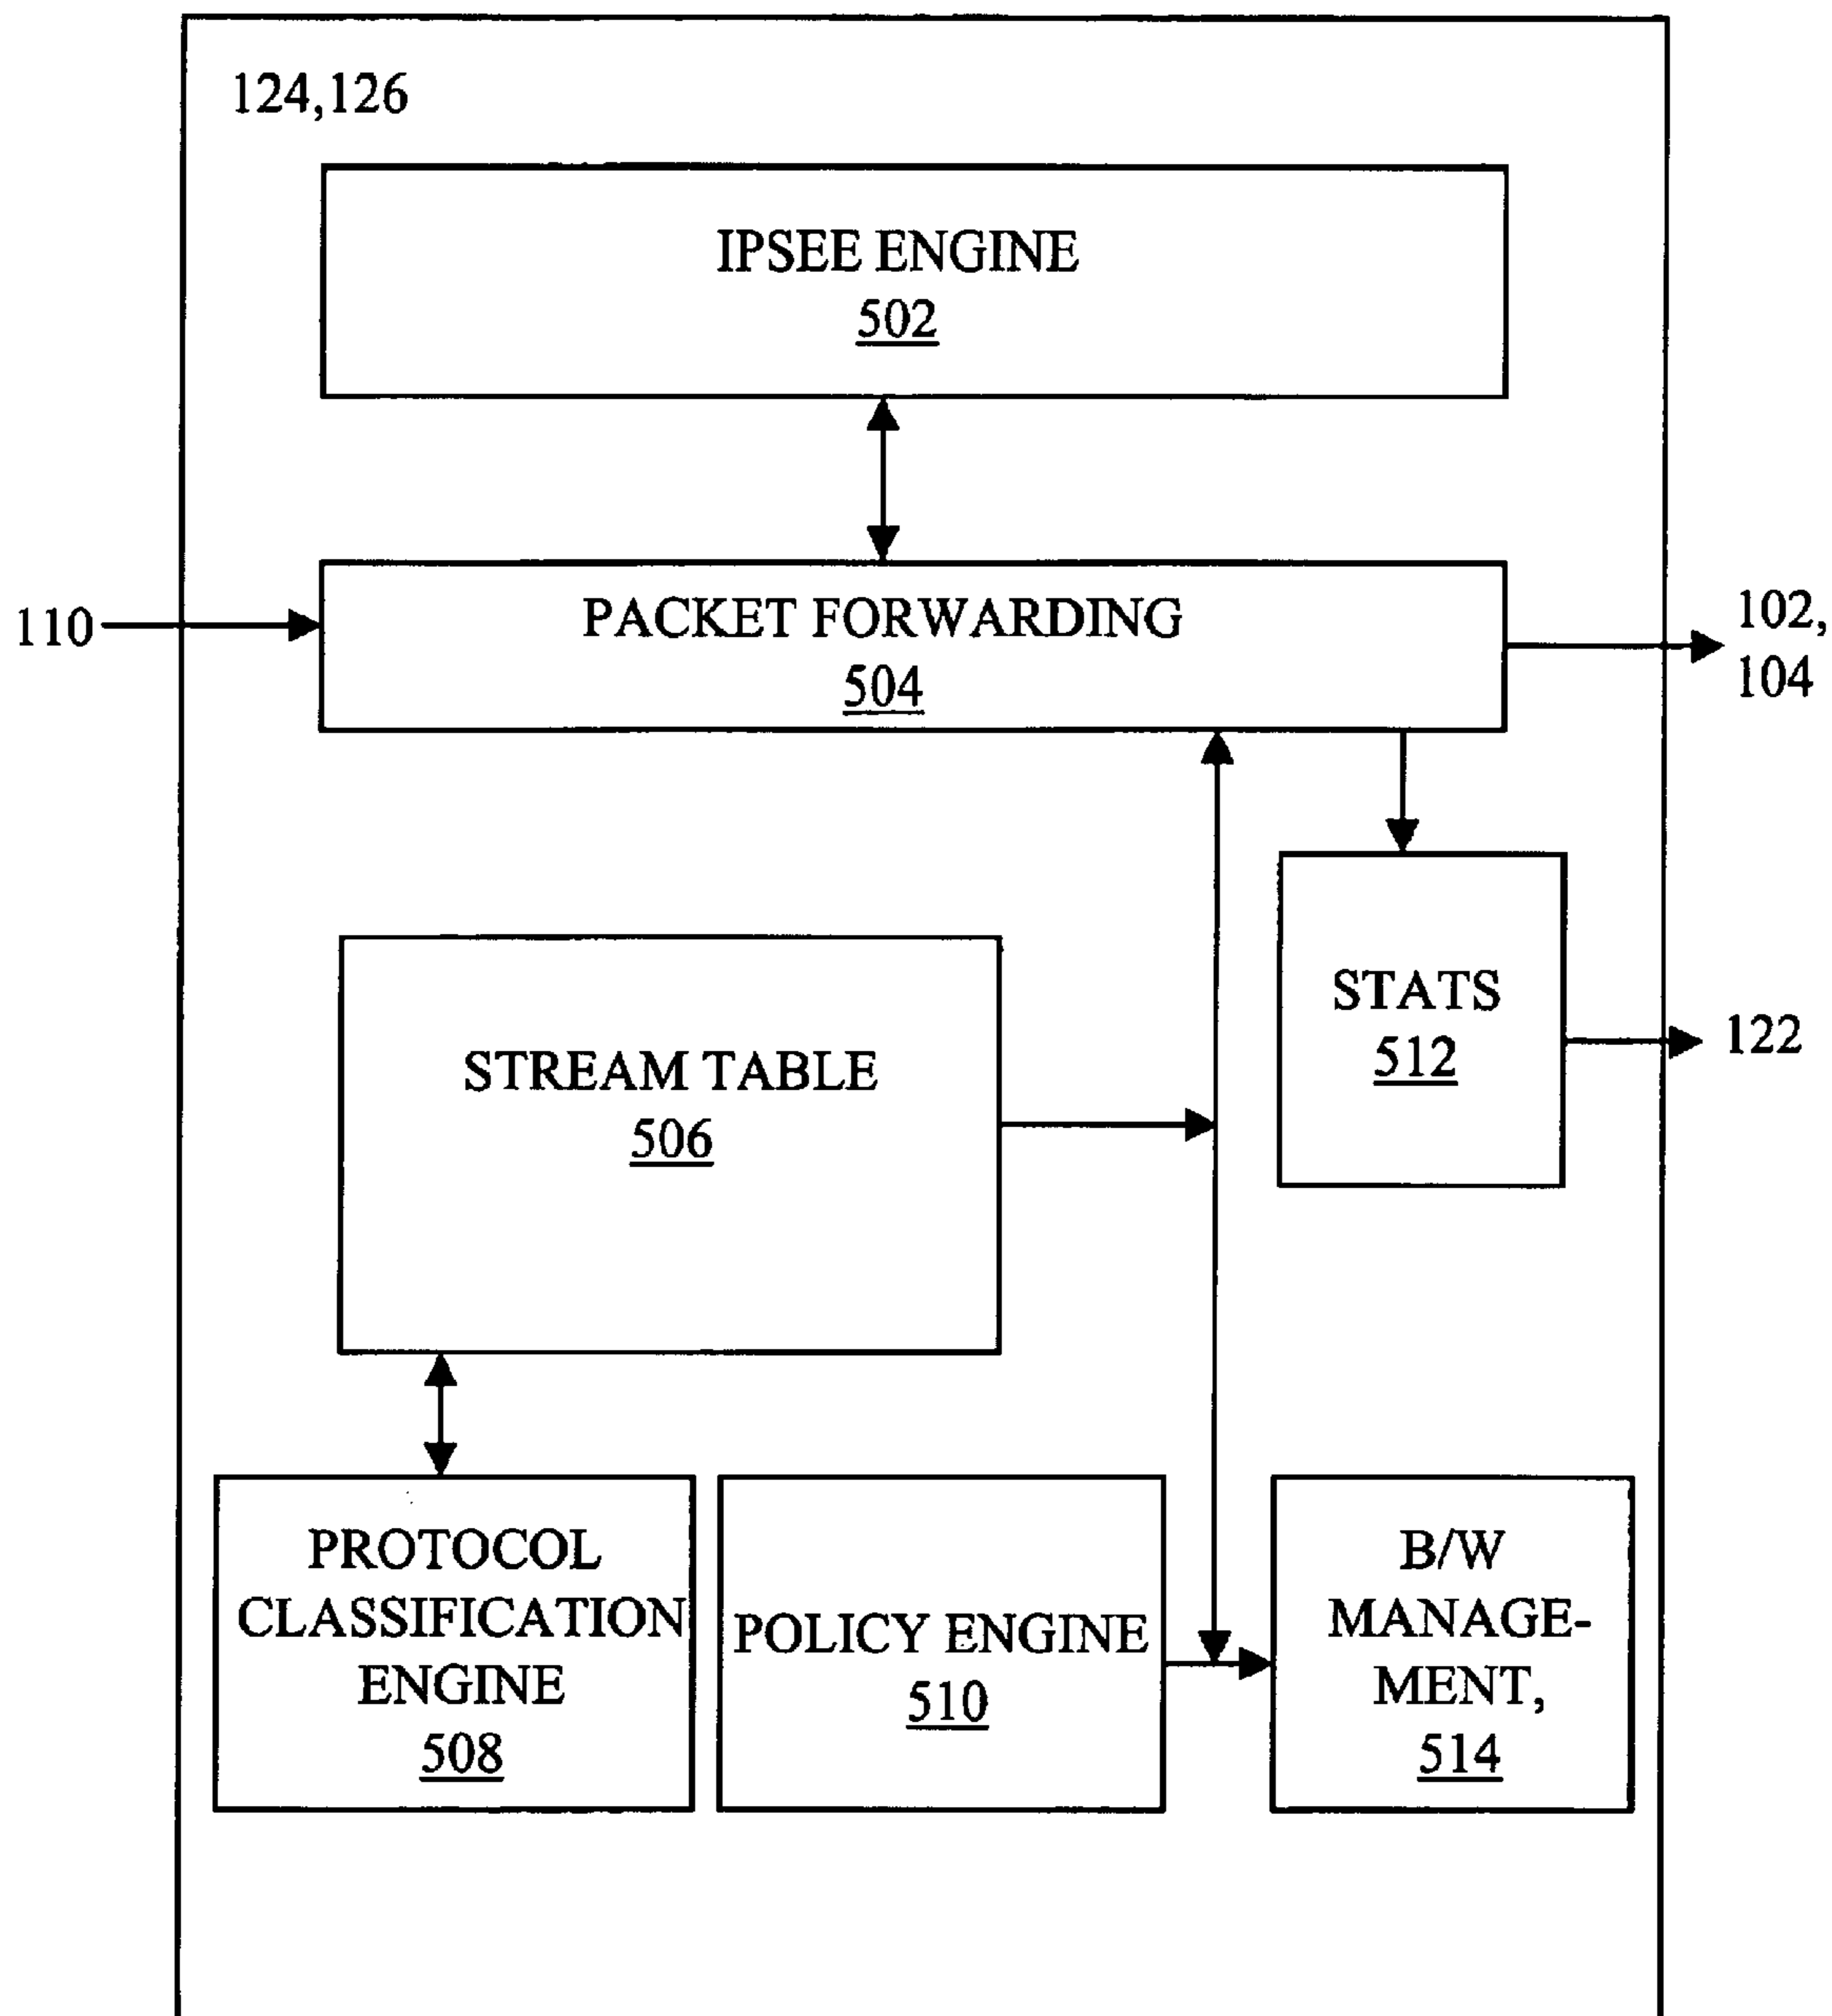 124,126
IPSEE ENGINE
502
110
PACKET FORWARDING
504
102,
104
STREAM TABLE
506
STATS
512
122
PROTOCOL
CLASSIFICATION
ENGINE
508
POLICY ENGINE
510
B/W
MANAGE-
MENT,
514